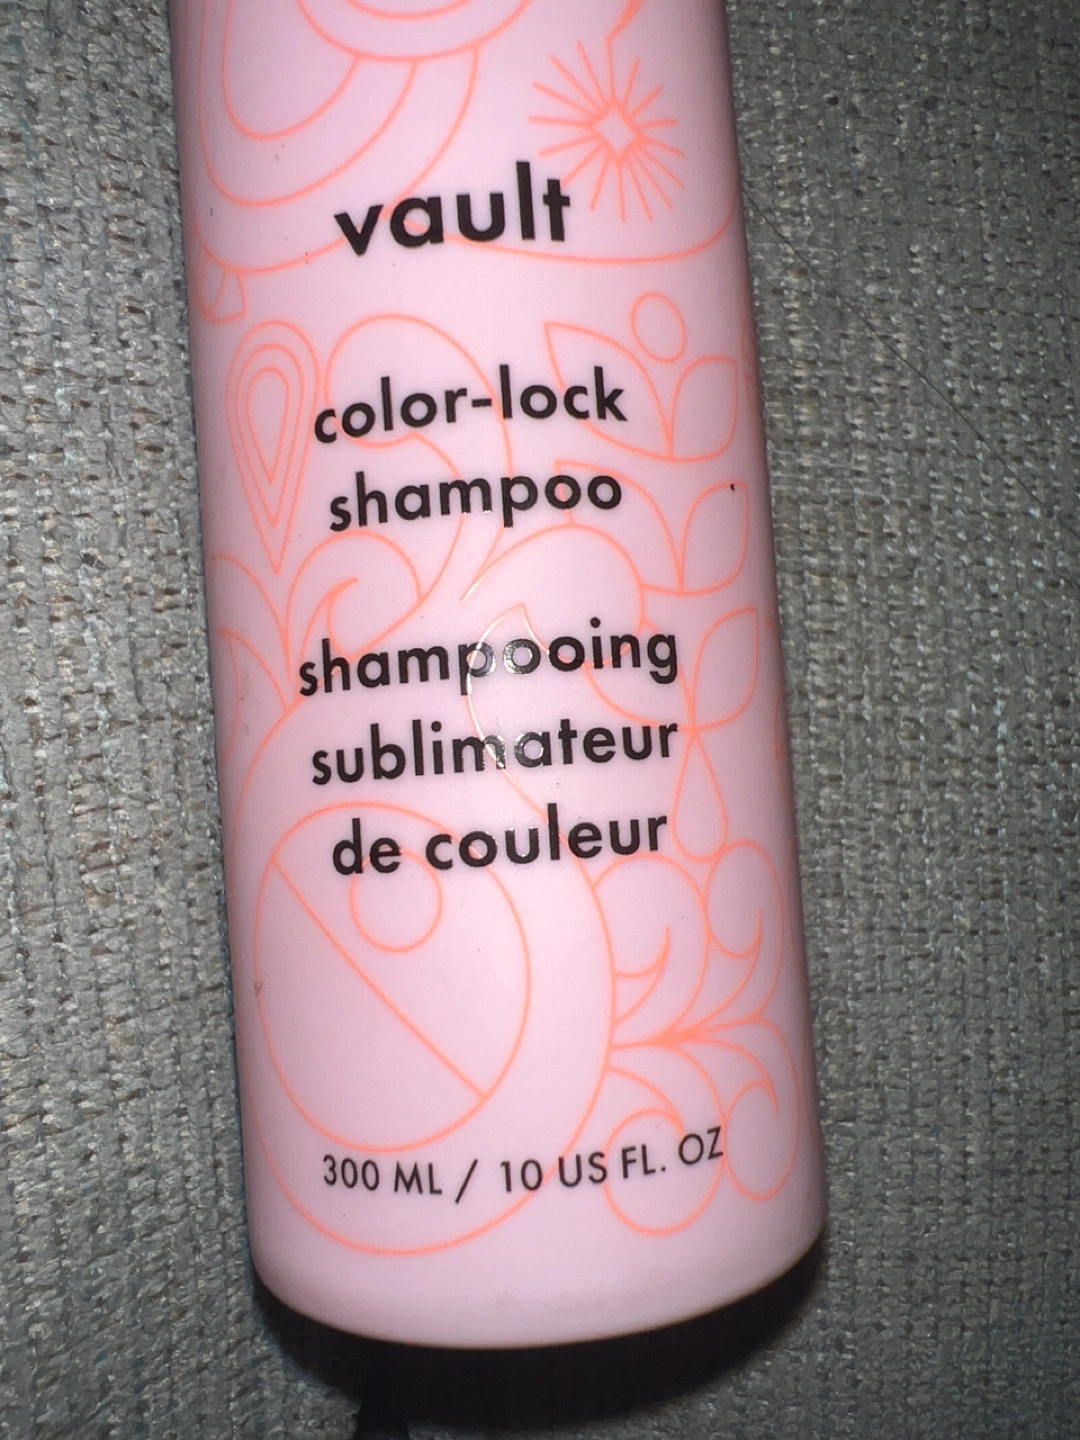 vault
color-lock
shampoo
shampooing
sublimateur
de couleur
300 ML / 10 US FL. OZ